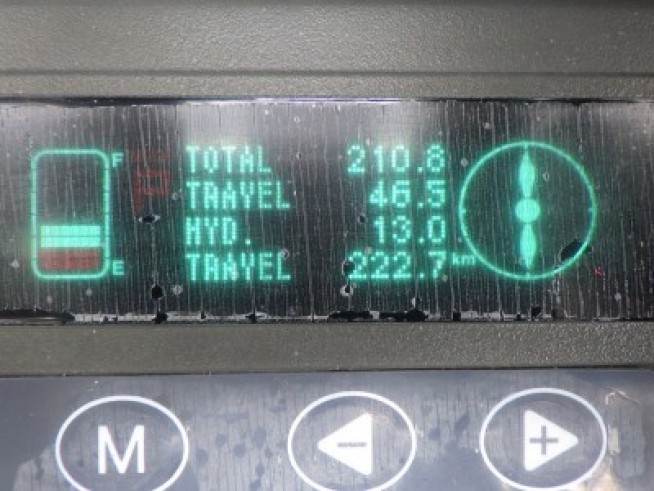 F
E
TOTAL 210.8
TRAVEL 46.5
HYD. 13.0
TRAVEL 222.7 km
M
-
+